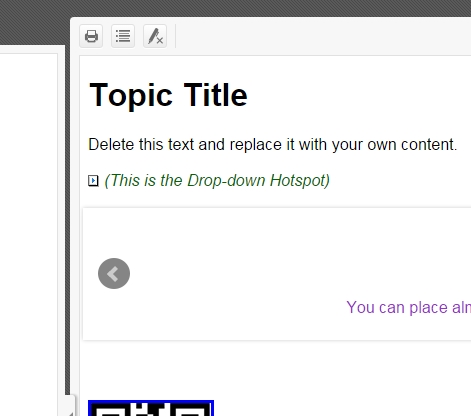 Topic Title
Delete this text and replace it with your own content.
(This is the Drop-down Hotspot)
You can place